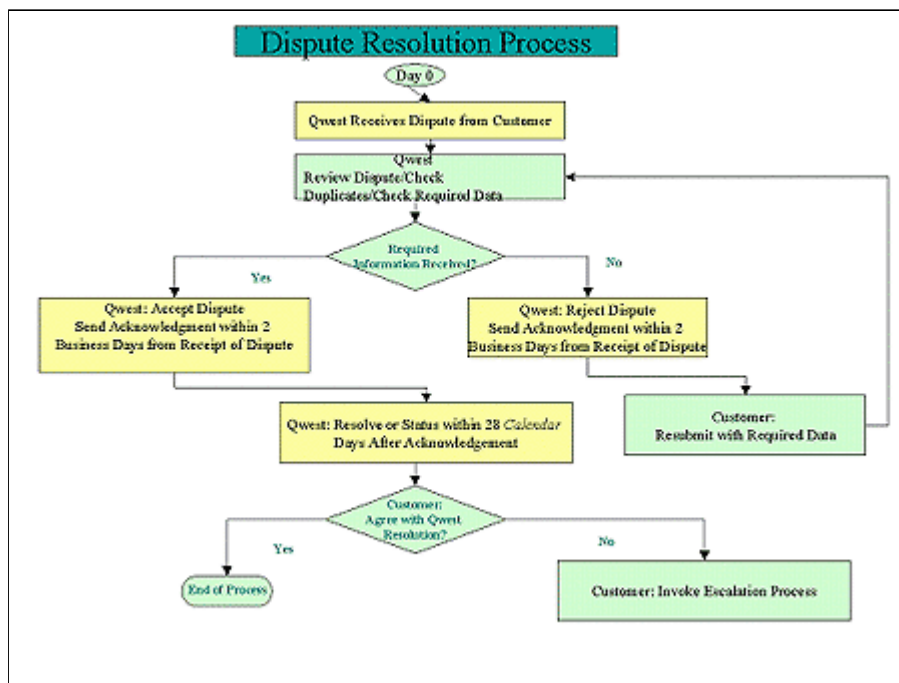 Dispute Resolution Process
Day 0
Qwest Receives Dispute from Customer
Qwest
Review Dispute/Check
Duplicates/Check Required Data
Required
Information Received?
Yes
No
Qwest: Accept Dispute
Send Acknowledgment within 2
Business Days from Receipt of Dispute
Qwest: Reject Dispute
Send Acknowledgment within 2
Business Days from Receipt of Dispute
Customer:
Resubmit with Required Data
Qwest: Resolve or Status within 28 Calendar
Days After Acknowledgement
Customer:
Agree with Qwest
Resolution?
Yes
No
End of Process
Customer: Invoke Escalation Process